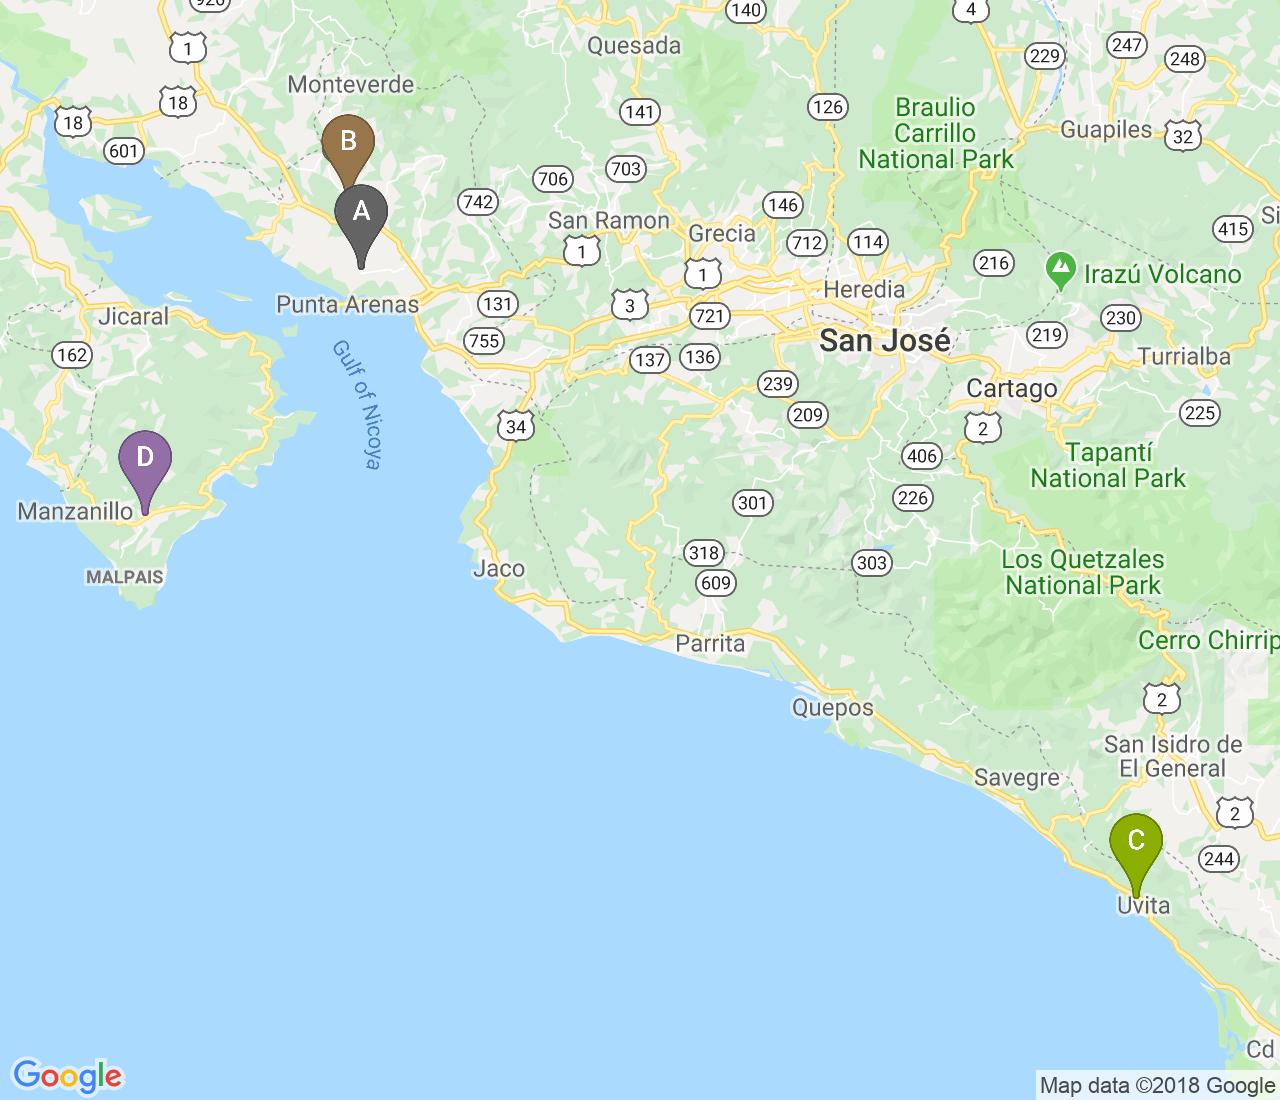 926
140
4
Quesada
229
247
248
1
Monteverde
18
18
141
126
Braulio
Carrillo
National Park
Guapiles
32
B
601
703
706
742
146
A
San Ramon
Grecia
712
114
415
1
1
216
Irazú Volcano
Heredia
Punta Arenas
131
3
721
230
Jicaral
755
San José
219
Turrialba
162
137
136
Gulf of Nicoya
239
Cartago
209
225
34
2
D
406
Tapantí
National Park
226
301
Manzanillo
318
303
Los Quetzales
National Park
MALPAIS
Jaco
609
Parrita
Cerro Chirrip
2
Quepos
San Isidro de
El General
Savegre
2
C
244
Uvita
Cd
Google
Map data ©2018 Google